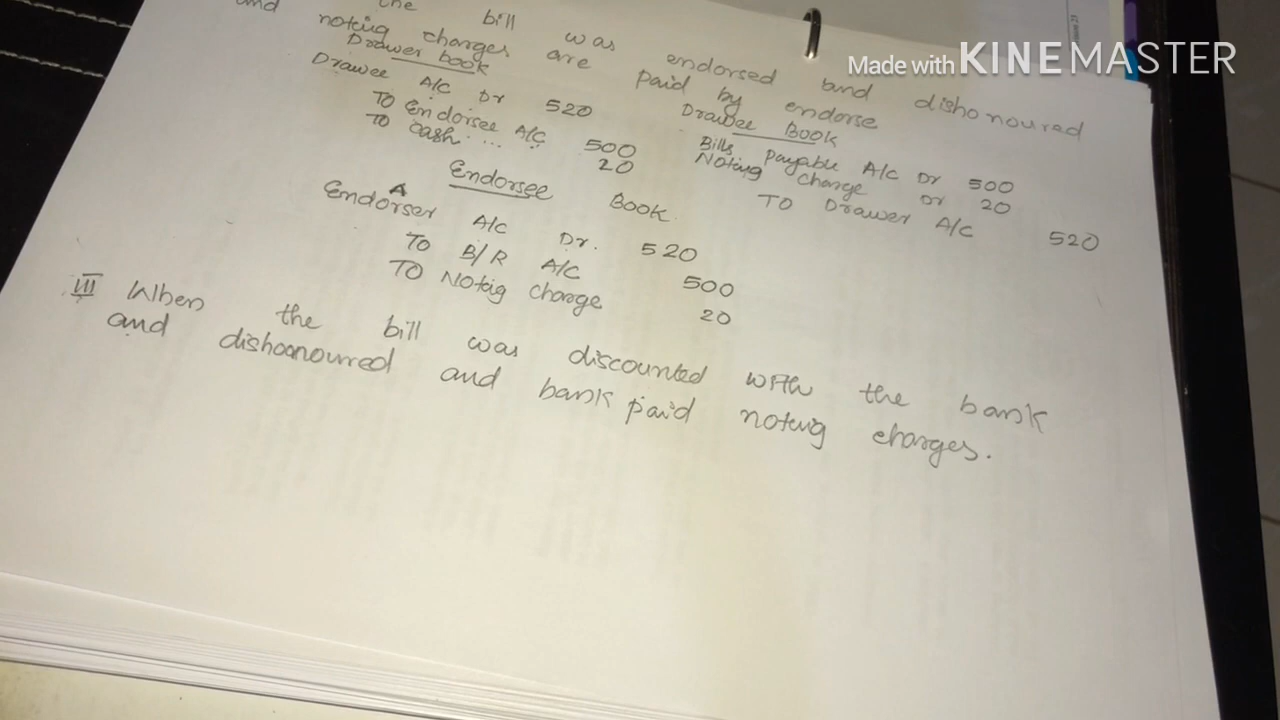 Made with KINEMASTER
the bill was endorsed and dishonoured
and noting charges are paid by endorse
Drawer book
Drawee A/c Dr 520
To Endorsee A/c 500
To cash.... 20
Drawee Book
Bills payable A/c Dr 500
Noting charge Dr 20
To Drawer A/c 520
Endorsee Book
Endorser A/c Dr. 520
To B/R A/c 500
To Notig charge 20
III When the bill was discounted with the bank
and dishonoured and bank paid noting charges.